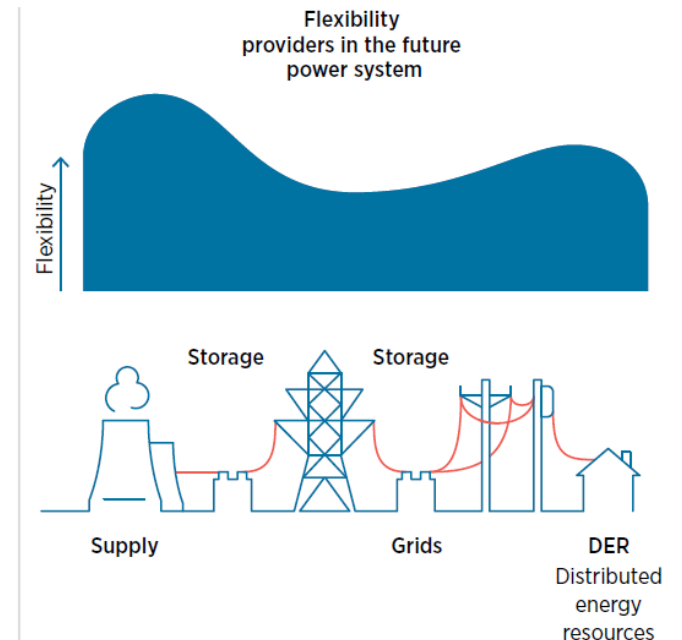 Flexibility
providers in the future
power system
Flexibility
Storage
Storage
Supply
Grids
DER
Distributed
energy
resources